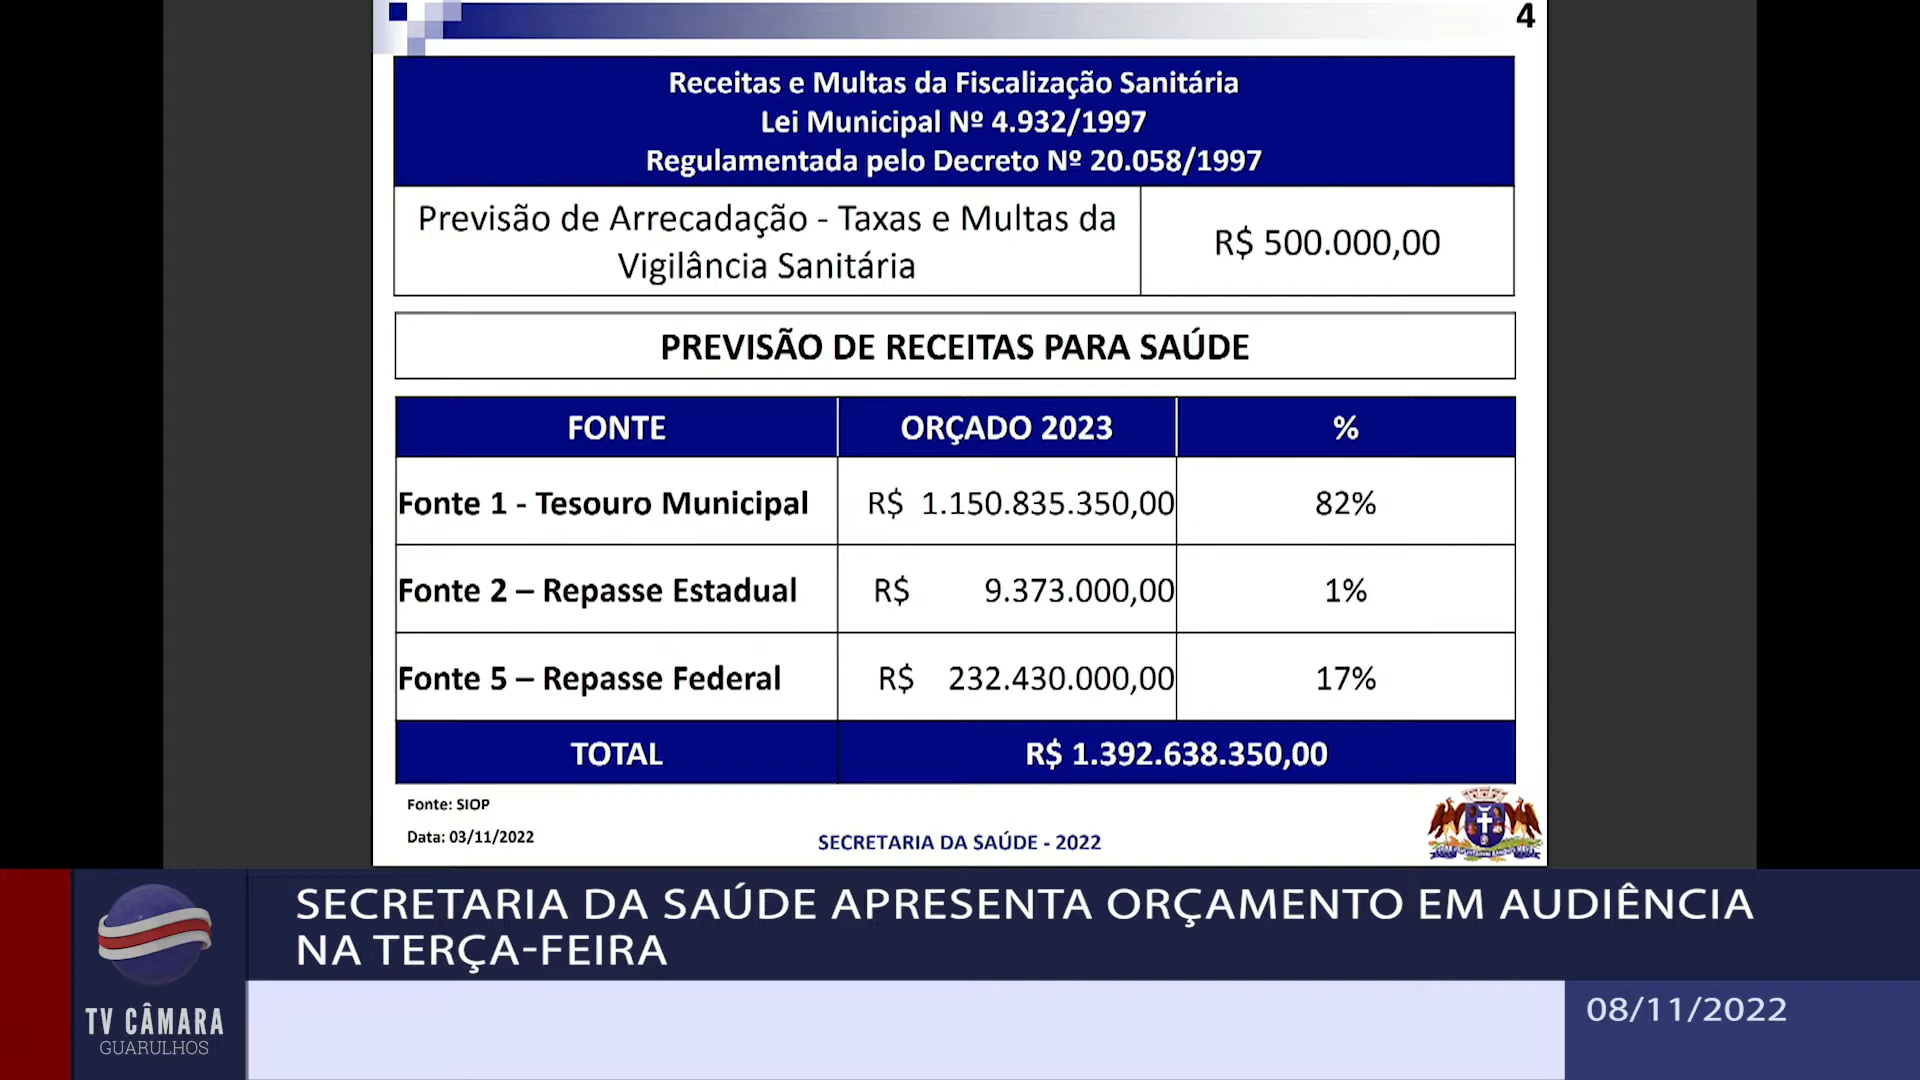 4
Receitas e Multas da Fiscalização Sanitária
Lei Municipal Nº 4.932/1997
Regulamentada pelo Decreto Nº 20.058/1997
Previsão de Arrecadação - Taxas e Multas da
Vigilância Sanitária
R$ 500.000,00
PREVISÃO DE RECEITAS PARA SAÚDE
FONTE ORÇADO 2023 %
Fonte 1 - Tesouro Municipal R$ 1.150.835.350,00 82%
Fonte 2 – Repasse Estadual R$ 9.373.000,00 1%
Fonte 5 – Repasse Federal R$ 232.430.000,00 17%
TOTAL R$ 1.392.638.350,00
Fonte: SIOP
Data: 03/11/2022
SECRETARIA DA SAÚDE - 2022
SECRETARIA DA SAÚDE APRESENTA ORÇAMENTO EM AUDIÊNCIA
NA TERÇA-FEIRA
TV CÂMARA
GUARULHOS
08/11/2022